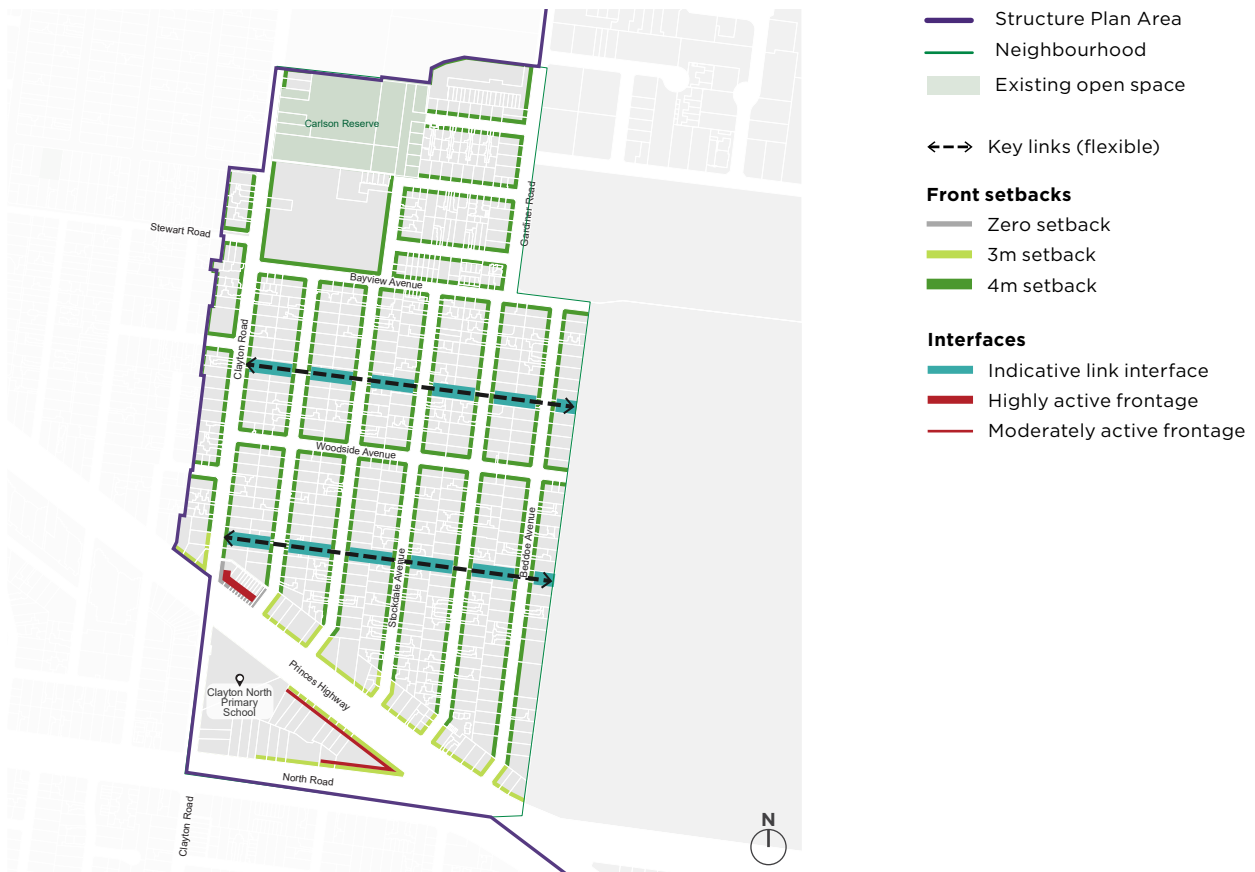 Carlson Reserve
Stewart Road
Gardiner Road
Bayview Avenue
Clayton Road
Woodside Avenue
Stockdale Avenue
Beddoe Avenue
Princes Highway
Clayton North
Primary
School
North Road
Clayton Road
N
Structure Plan Area
Neighbourhood
Existing open space
Key links (flexible)
Front setbacks
Zero setback
3m setback
4m setback
Interfaces
Indicative link interface
Highly active frontage
Moderately active frontage